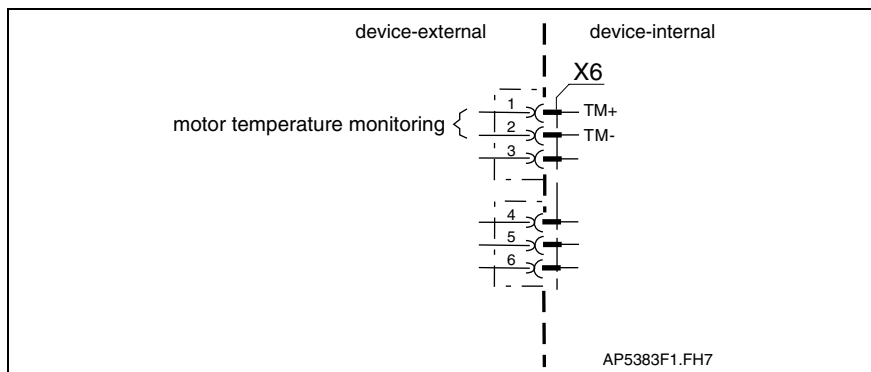 device-external
device-internal
X6
1
TM+
motor temperature monitoring
2
TM-
3
4
5
6
AP5383F1.FH7